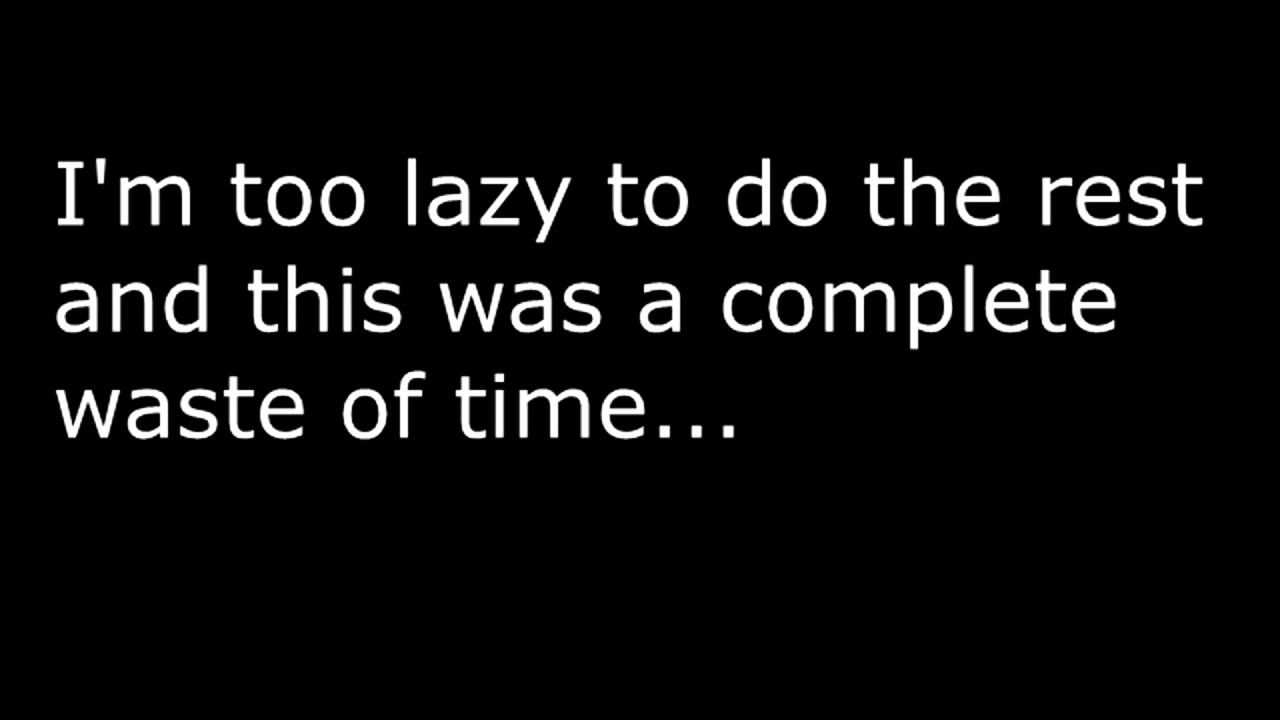 I'm too lazy to do the rest
and this was a complete
waste of time...